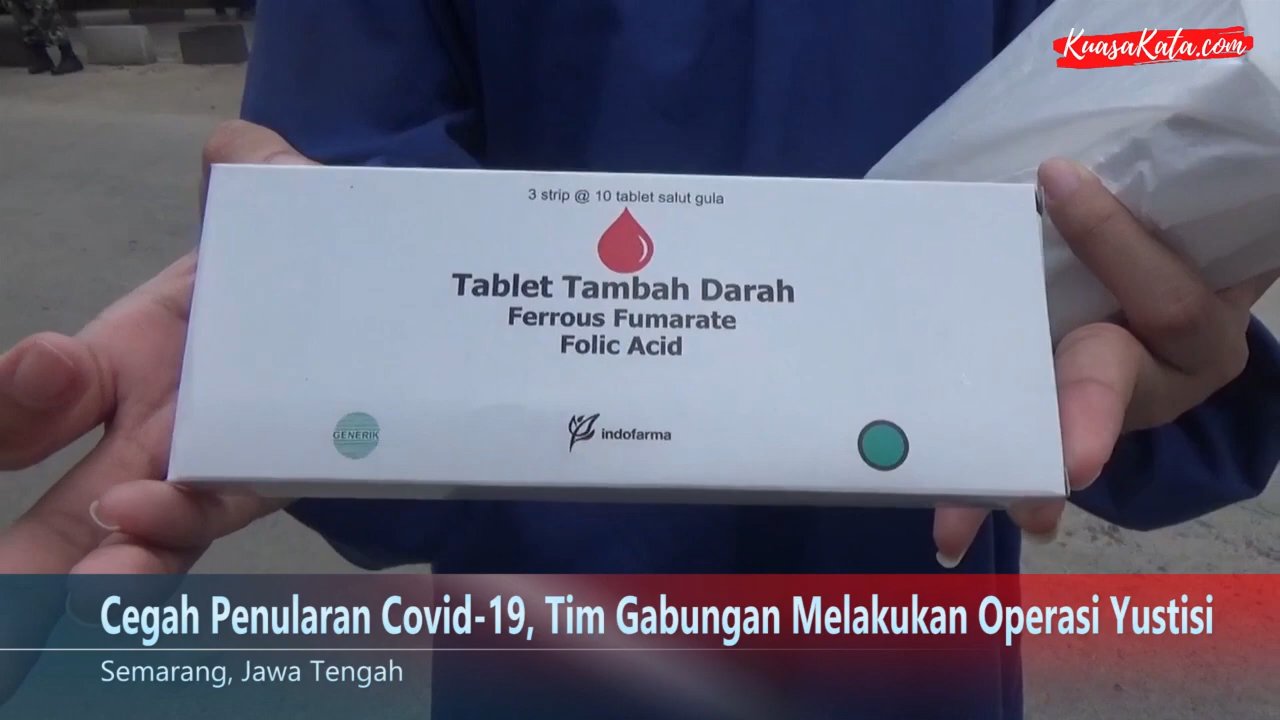 KuasaKata.com
3 strip @ 10 tablet salut gula
Tablet Tambah Darah
Ferrous Fumarate
Folic Acid
GENERIK
indofarma
Cegah Penularan Covid-19, Tim Gabungan Melakukan Operasi Yustisi
Semarang, Jawa Tengah